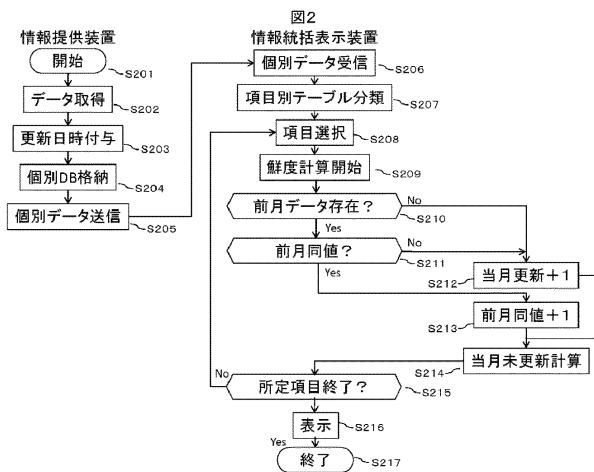 図2
情報提供装置
開始
S201
データ取得
S202
更新日時付与
S203
個別DB格納
S204
個別データ送信
S205
情報統括表示装置
個別データ受信
S206
項目別テーブル分類
S207
項目選択
S208
鮮度計算開始
S209
前月データ存在?
No
S210
Yes
前月同値?
No
S211
Yes
当月更新+1
S212
前月同値+1
S213
当月未更新計算
S214
No
所定項目終了?
S215
表示
S216
Yes
終了
S217